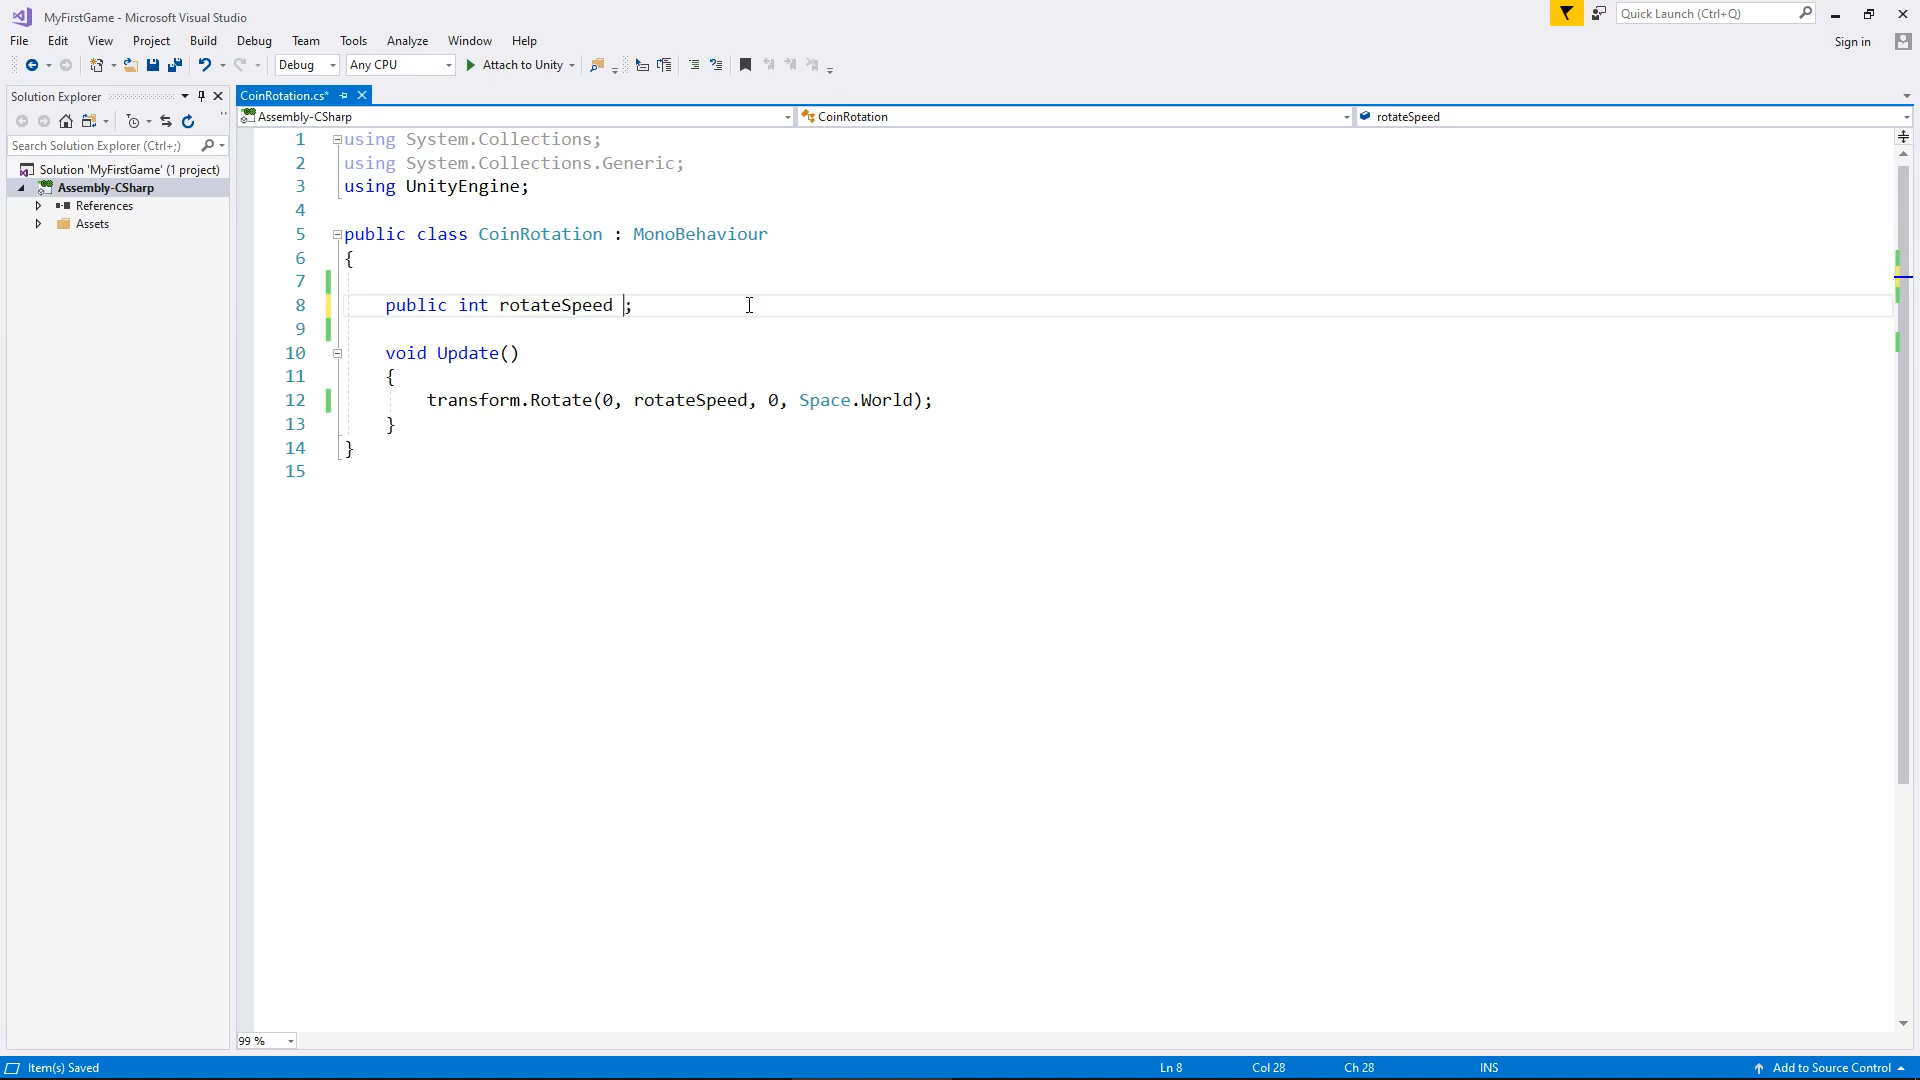 MyFirstGame - Microsoft Visual Studio
Quick Launch (Ctrl+Q)
File Edit View Project Build Debug Team Tools Analyze Window Help
Sign in
Debug Any CPU Attach to Unity
Solution Explorer
CoinRotation.cs*
Assembly-CSharp CoinRotation rotateSpeed
Search Solution Explorer (Ctrl+;)
Solution 'MyFirstGame' (1 project)
Assembly-CSharp
References
Assets
1 using System.Collections;
2 using System.Collections.Generic;
3 using UnityEngine;
4
5 public class CoinRotation : MonoBehaviour
6 {
7
8 public int rotateSpeed ;
9
10 void Update()
11 {
12 transform.Rotate(0, rotateSpeed, 0, Space.World);
13 }
14 }
15
99 %
Item(s) Saved Ln 8 Col 28 Ch 28 INS Add to Source Control